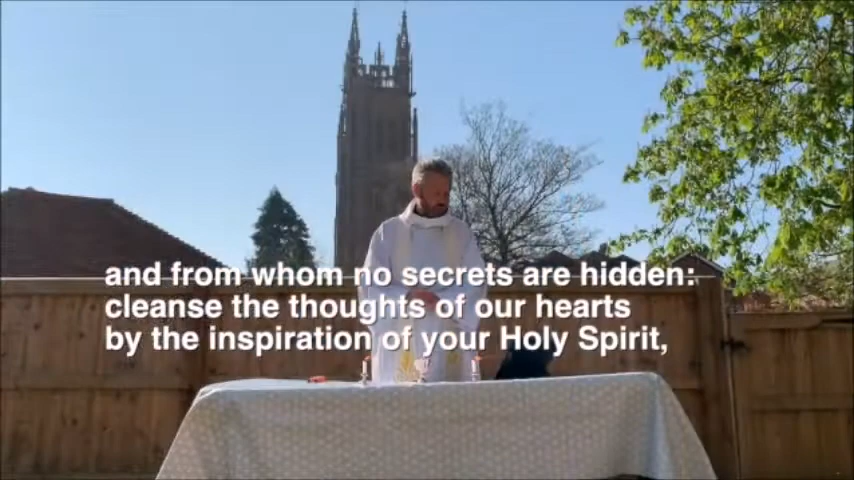 and from whom no secrets are hidden:
cleanse the thoughts of our hearts
by the inspiration of your Holy Spirit,